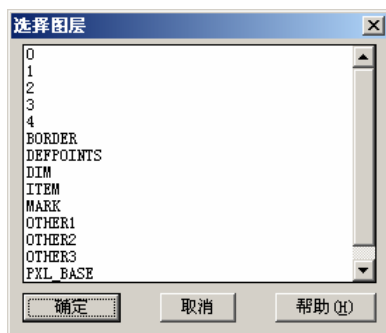 选择图层
0
1
2
3
4
BORDER
DEFPOINTS
DIM
ITEM
MARK
OTHER1
OTHER2
OTHER3
PXL_BASE
确定 取消 帮助(H)